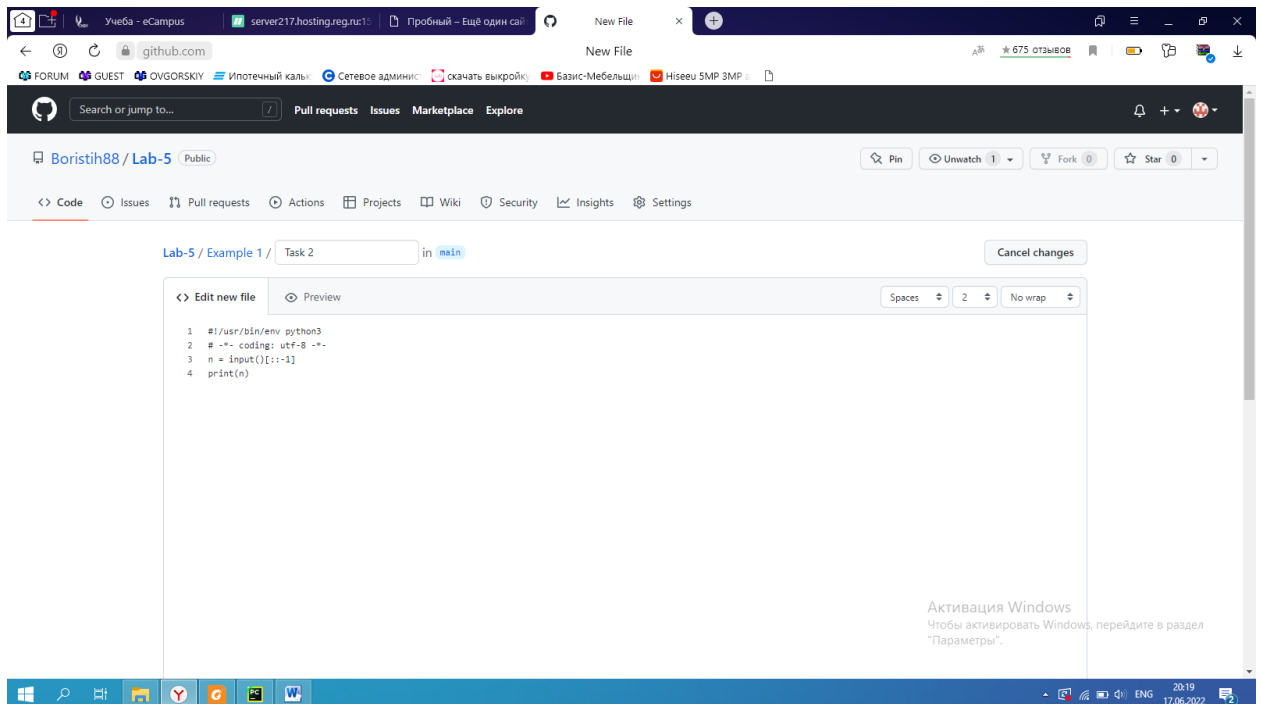 4 Учеба - eCampus server217.hosting.reg.ru:15 Пробный – Ещё один сай New File
github.com New File 675 отзывов
FORUM GUEST OVGORSKIY Ипотечный кальк Сетевое админис скачать выкройку Базис-Мебельщик Hiseeu 5MP 3MP
Search or jump to... / Pull requests Issues Marketplace Explore
Boristih88 / Lab-5 Public Pin Unwatch 1 Fork 0 Star 0
<> Code Issues Pull requests Actions Projects Wiki Security Insights Settings
Lab-5 / Example 1 / Task 2 in main Cancel changes
<> Edit new file Preview Spaces 2 No wrap
1 #!/usr/bin/env python3
2 # -*- coding: utf-8 -*-
3 n = input()[::-1]
4 print(n)
Активация Windows
Чтобы активировать Windows, перейдите в раздел
"Параметры".
ENG 20:19
17.06.2022 2